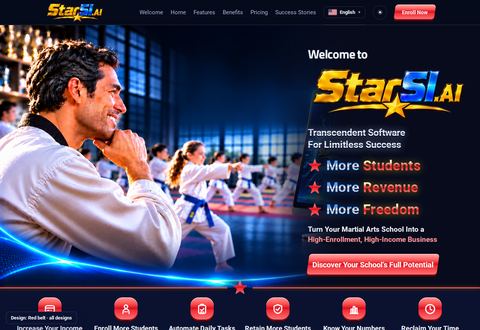 StarSI.AI
Welcome Home Features Benefits Pricing Success Stories English Enroll Now
Welcome to
StarSI.AI
Transcendent Software
For Limitless Success
More Students
More Revenue
More Freedom
Turn Your Martial Arts School Into a
High-Enrollment, High-Income Business
Discover Your School's Full Potential
Design: Red belt - all designs
Increase Your Income Enroll More Students Automate Daily Tasks Retain More Students Know Your Numbers Reclaim Your Time